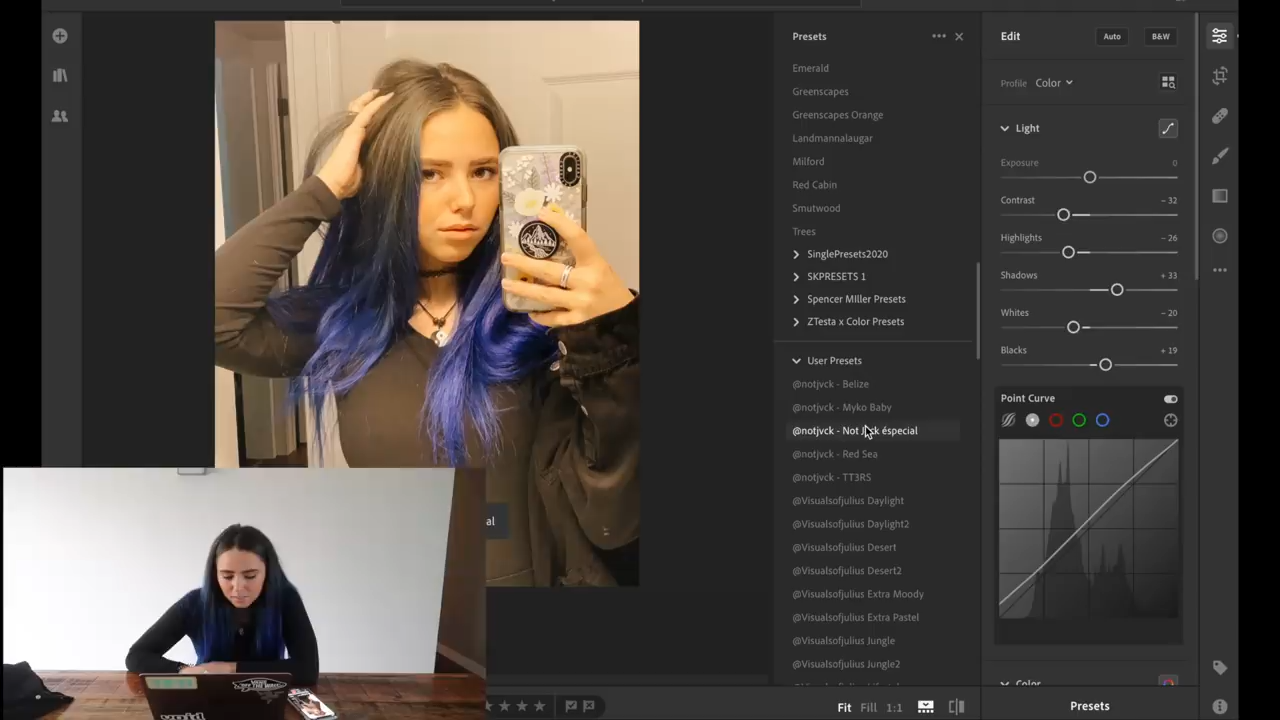 Presets
Emerald
Greenscapes
Greenscapes Orange
Landmannalaugar
Milford
Red Cabin
Smutwood
Trees
SinglePresets2020
SKPRESETS 1
Spencer MIller Presets
ZTesta x Color Presets
User Presets
@notjvck - Belize
@notjvck - Myko Baby
@notjvck - Not Jack éspecial
@notjvck - Red Sea
@notjvck - TT3RS
@Visualsofjulius Daylight
@Visualsofjulius Daylight2
@Visualsofjulius Desert
@Visualsofjulius Desert2
@Visualsofjulius Extra Moody
@Visualsofjulius Extra Pastel
@Visualsofjulius Jungle
@Visualsofjulius Jungle2
Edit Auto B&W
Profile Color
Light
Exposure 0
Contrast – 32
Highlights – 26
Shadows + 33
Whites – 20
Blacks + 19
Point Curve
Color
al
Fit Fill 1:1
Presets